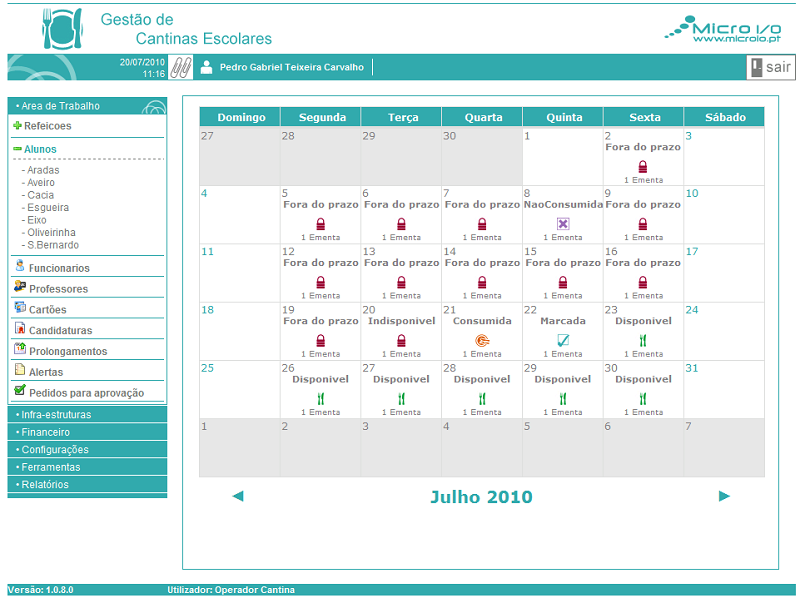 Gestão de
Cantinas Escolares
Micro I/O
www.microio.pt
20/07/2010
11:16
Pedro Gabriel Teixeira Carvalho
sair
• Area de Trabalho
Refeicoes
Alunos
- Aradas
- Aveiro
- Cacia
- Esgueira
- Eixo
- Oliveirinha
- S.Bernardo
Funcionarios
Professores
Cartões
Candidaturas
Prolongamentos
Alertas
Pedidos para aprovação
• Infra-estruturas
• Financeiro
• Configurações
• Ferramentas
• Relatórios
Domingo Segunda Terça Quarta Quinta Sexta Sábado
27 28 29 30 1 2 3
Fora do prazo
1 Ementa
4 5 6 7 8 9 10
Fora do prazo Fora do prazo Fora do prazo NaoConsumida Fora do prazo
1 Ementa 1 Ementa 1 Ementa 1 Ementa 1 Ementa
11 12 13 14 15 16 17
Fora do prazo Fora do prazo Fora do prazo Fora do prazo Fora do prazo
1 Ementa 1 Ementa 1 Ementa 1 Ementa 1 Ementa
18 19 20 21 22 23 24
Fora do prazo Indisponivel Consumida Marcada Disponivel
1 Ementa 1 Ementa 1 Ementa 1 Ementa 1 Ementa
25 26 27 28 29 30 31
Disponivel Disponivel Disponivel Disponivel Disponivel
1 Ementa 1 Ementa 1 Ementa 1 Ementa 1 Ementa
1 2 3 4 5 6 7
Julho 2010
Versão: 1.0.8.0 Utilizador: Operador Cantina